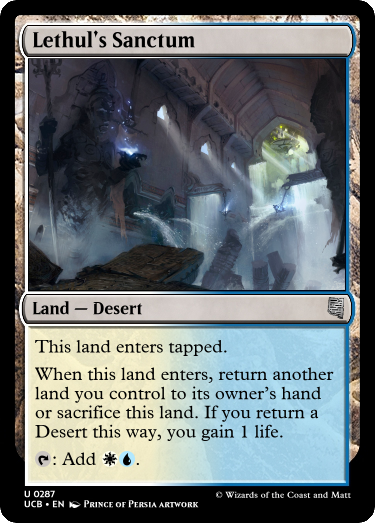 Lethul's Sanctum
Land — Desert
This land enters tapped.
When this land enters, return another
land you control to its owner's hand
or sacrifice this land. If you return a
Desert this way, you gain 1 life.
: Add .
U 0287
UCB • EN Prince of Persia artwork
© Wizards of the Coast and Matt